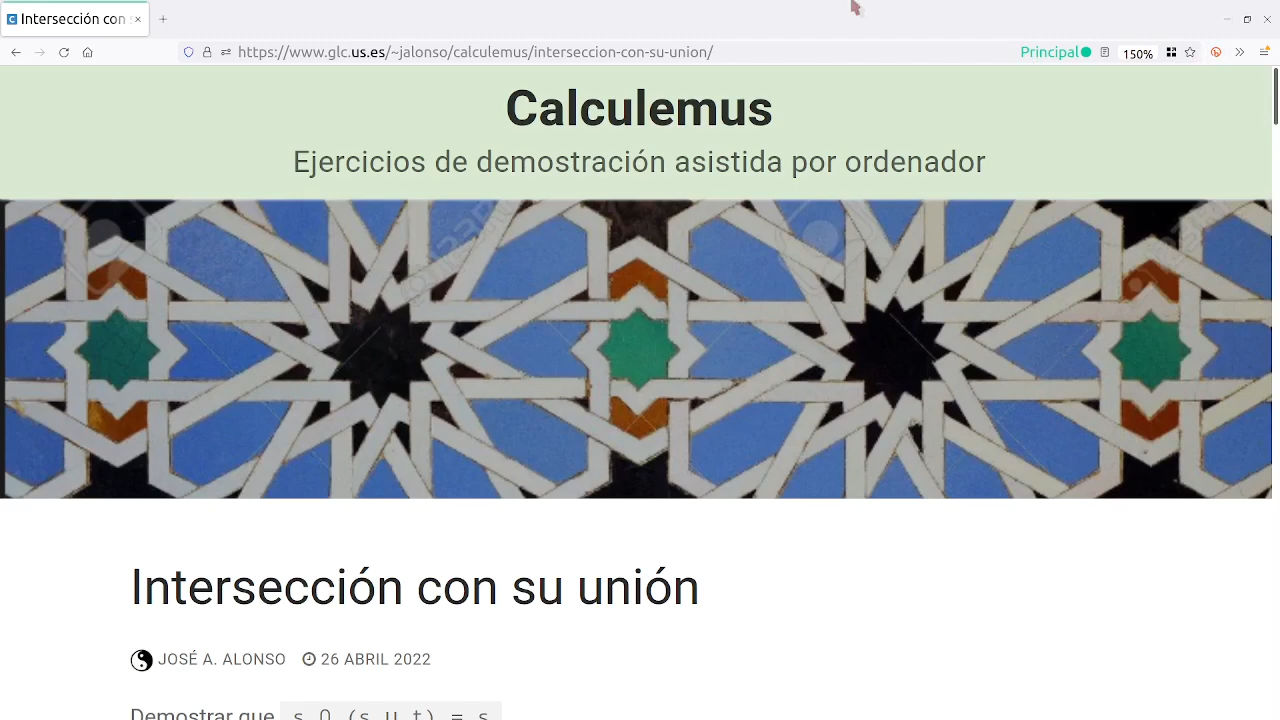 Intersección con
https://www.glc.us.es/~jalonso/calculemus/interseccion-con-su-union/
Principal
150%
Calculemus
Ejercicios de demostración asistida por ordenador
Intersección con su unión
JOSÉ A. ALONSO 26 ABRIL 2022
Demostrar que s ∩ (s ∪ t) = s